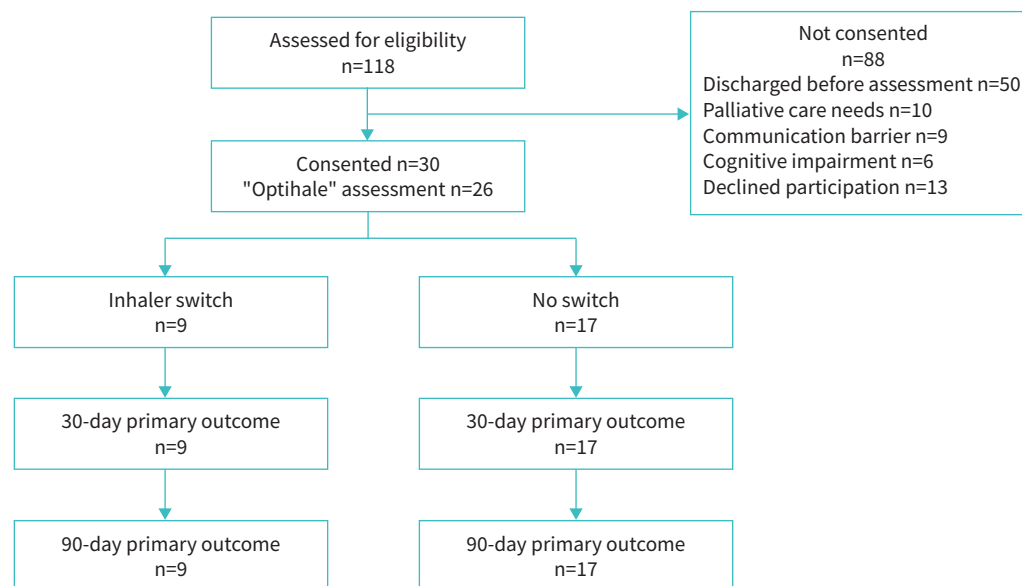 Assessed for eligibility
n=118
Not consented
n=88
Discharged before assessment n=50
Palliative care needs n=10
Communication barrier n=9
Cognitive impairment n=6
Declined participation n=13
Consented n=30
"Optihale" assessment n=26
Inhaler switch
n=9
No switch
n=17
30-day primary outcome
n=9
30-day primary outcome
n=17
90-day primary outcome
n=9
90-day primary outcome
n=17